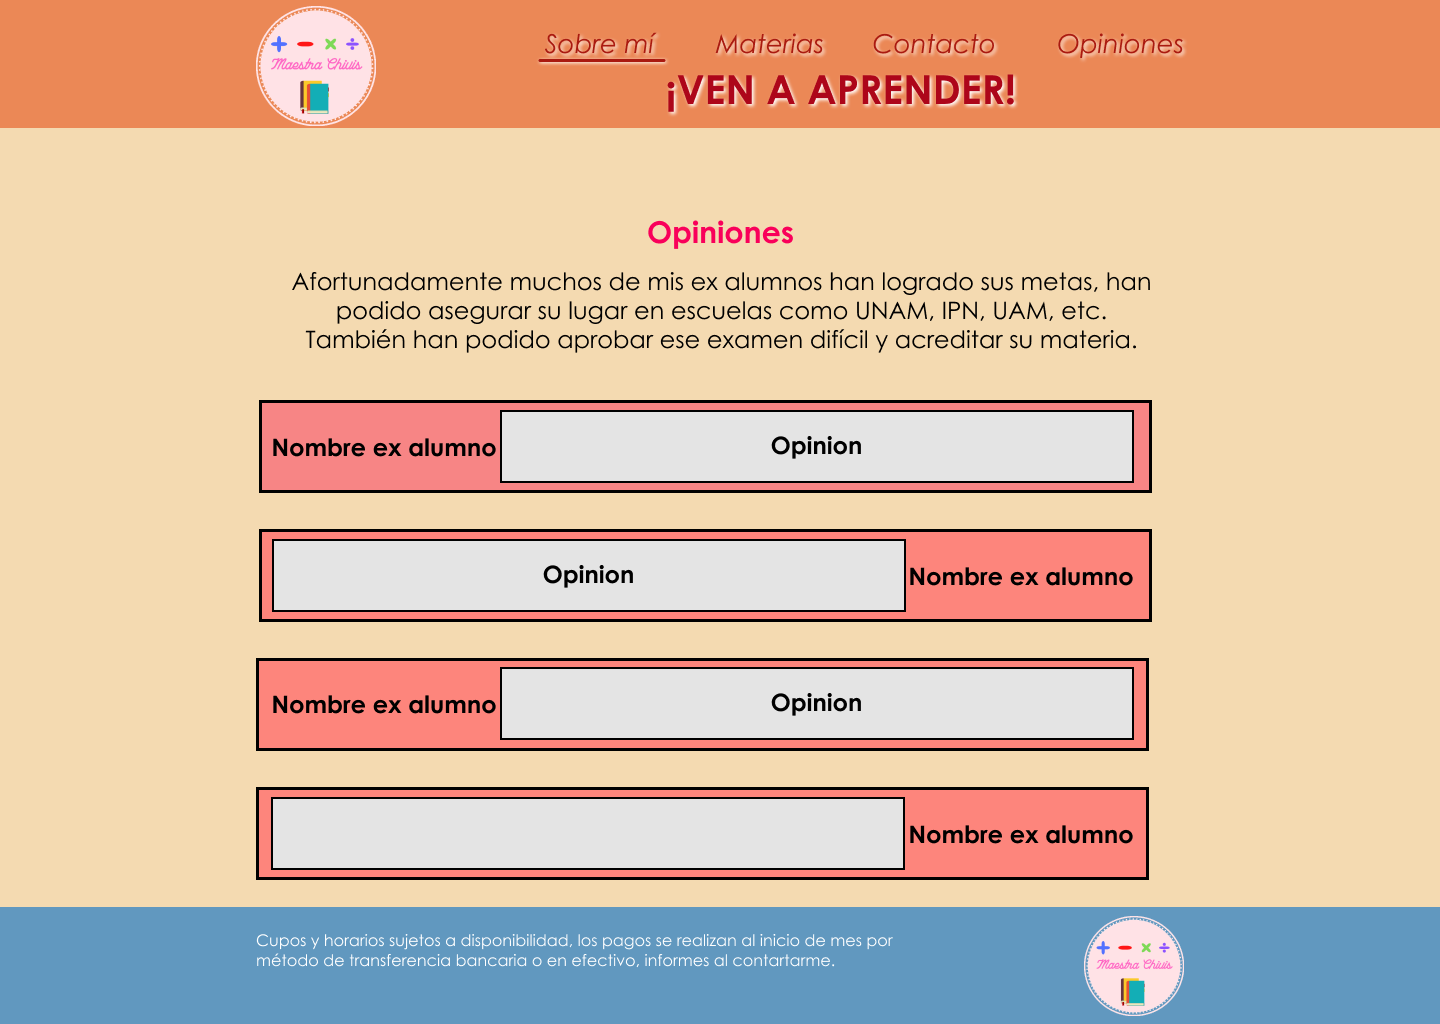 Maestra Chivis
Sobre mí Materias Contacto Opiniones
¡VEN A APRENDER!
Opiniones
Afortunadamente muchos de mis ex alumnos han logrado sus metas, han
podido asegurar su lugar en escuelas como UNAM, IPN, UAM, etc.
También han podido aprobar ese examen difícil y acreditar su materia.
Nombre ex alumno Opinion
Opinion Nombre ex alumno
Nombre ex alumno Opinion
Nombre ex alumno
Cupos y horarios sujetos a disponibilidad, los pagos se realizan al inicio de mes por
método de transferencia bancaria o en efectivo, informes al contartarme.
Maestra Chivis